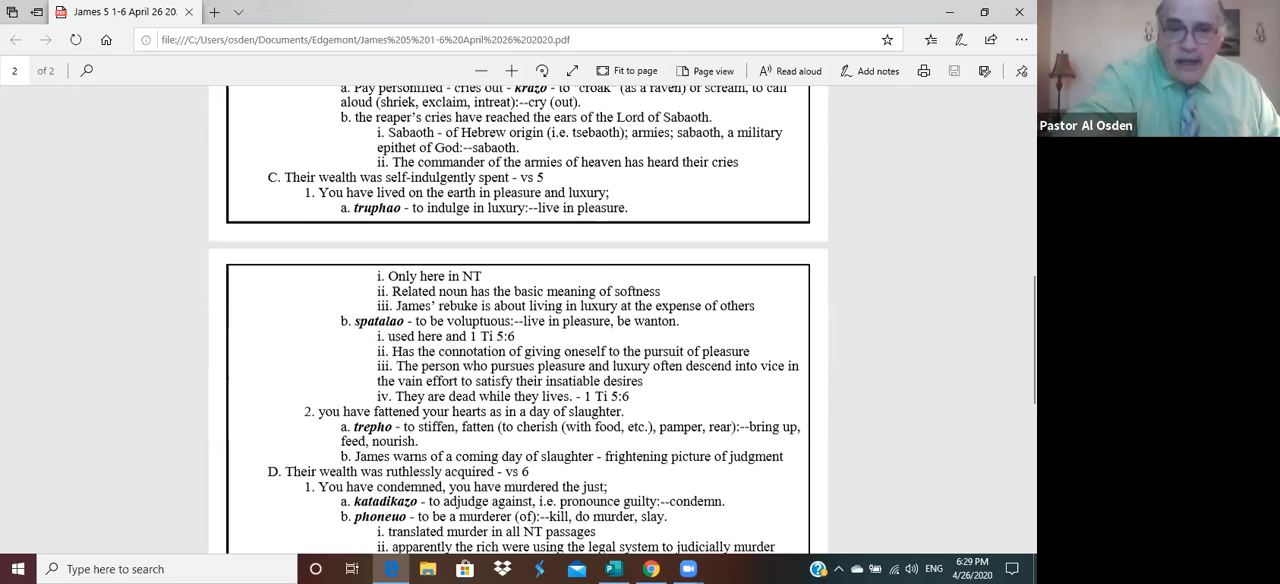 James 5 1-6 April 26 20
file:///C:/Users/osden/Documents/Edgemont/James%205%201-6%20April%2026%202020.pdf
2 of 2
Fit to page
Page view
Read aloud
Add notes
a. Pay personified - cries out - krazo - to "croak" (as a raven) or scream, to call
aloud (shriek, exclaim, intreat):--cry (out).
b. the reaper's cries have reached the ears of the Lord of Sabaoth.
i. Sabaoth - of Hebrew origin (i.e. tsebaoth); armies; sabaoth, a military
epithet of God:--sabaoth.
ii. The commander of the armies of heaven has heard their cries
C. Their wealth was self-indulgently spent - vs 5
1. You have lived on the earth in pleasure and luxury;
a. truphao - to indulge in luxury:--live in pleasure.
i. Only here in NT
ii. Related noun has the basic meaning of softness
iii. James' rebuke is about living in luxury at the expense of others
b. spatalao - to be voluptuous:--live in pleasure, be wanton.
i. used here and 1 Ti 5:6
ii. Has the connotation of giving oneself to the pursuit of pleasure
iii. The person who pursues pleasure and luxury often descend into vice in
the vain effort to satisfy their insatiable desires
iv. They are dead while they lives. - 1 Ti 5:6
2. you have fattened your hearts as in a day of slaughter.
a. trepho - to stiffen, fatten (to cherish (with food, etc.), pamper, rear):--bring up,
feed, nourish.
b. James warns of a coming day of slaughter - frightening picture of judgment
D. Their wealth was ruthlessly acquired - vs 6
1. You have condemned, you have murdered the just;
a. katadikazo - to adjudge against, i.e. pronounce guilty:--condemn.
b. phoneuo - to be a murderer (of):--kill, do murder, slay.
i. translated murder in all NT passages
ii. apparently the rich were using the legal system to judicially murder
Pastor Al Osden
Type here to search
ENG
6:29 PM
4/26/2020